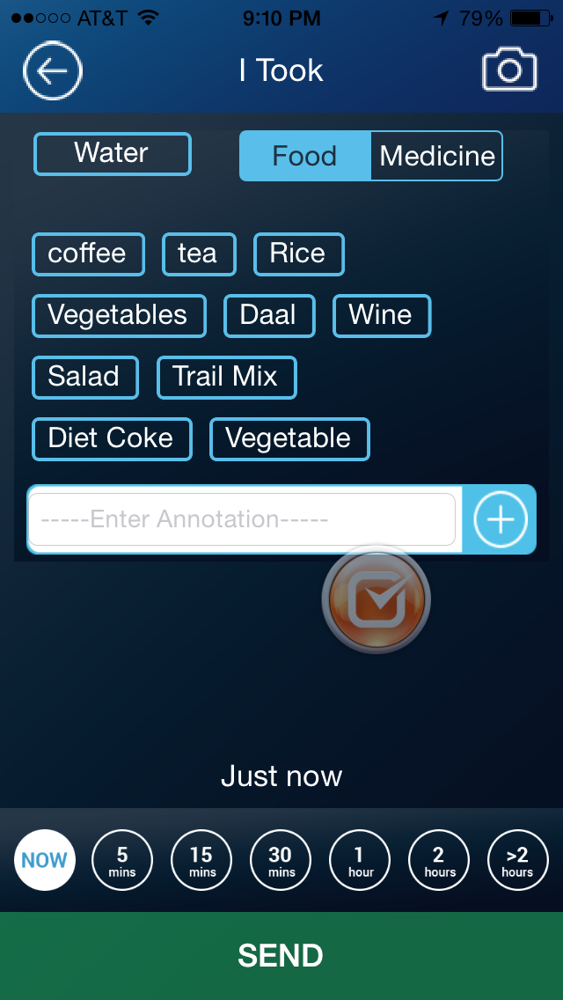 AT&T 9:10 PM 79%
I Took
Water Food Medicine
coffee tea Rice
Vegetables Daal Wine
Salad Trail Mix
Diet Coke Vegetable
-----Enter Annotation-----
Just now
NOW 5 mins 15 mins 30 mins 1 hour 2 hours >2 hours
SEND